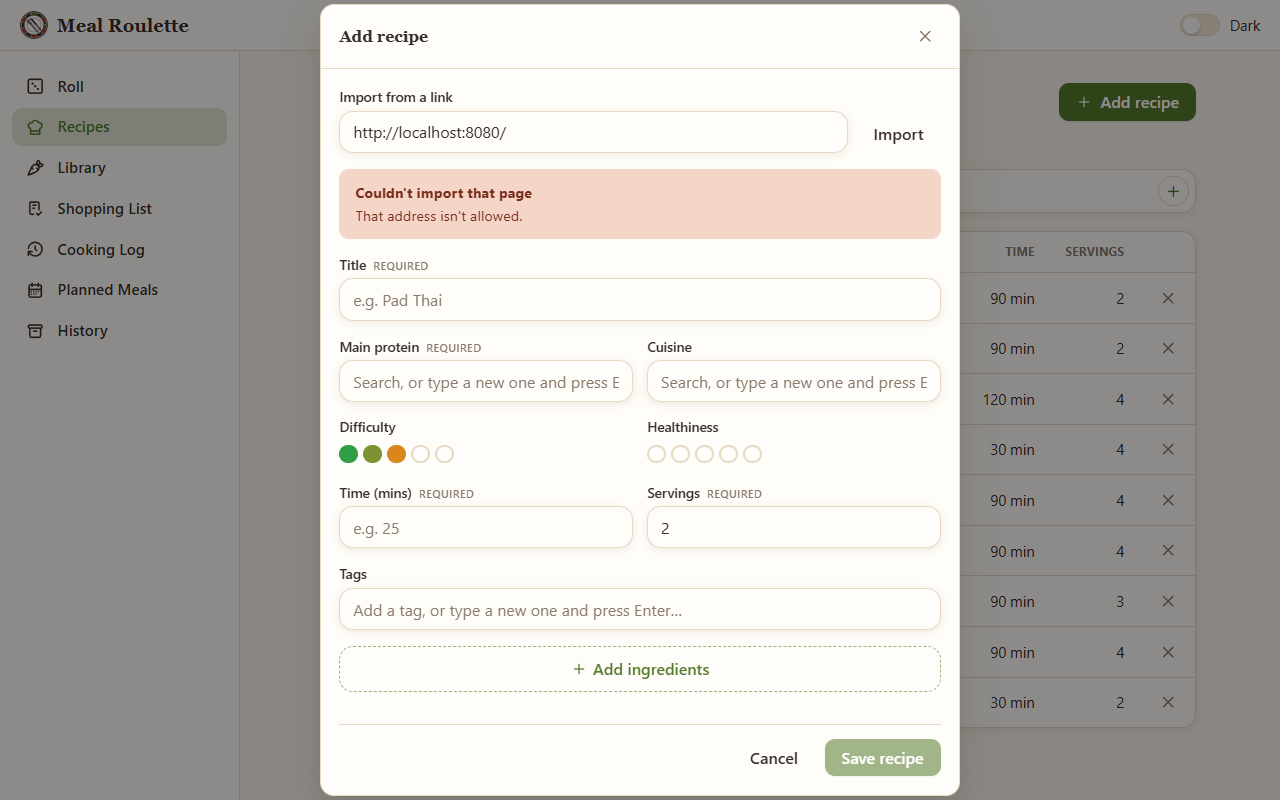 Meal Roulette
Dark
Roll
Recipes
Library
Shopping List
Cooking Log
Planned Meals
History
+ Add recipe
TIME SERVINGS
90 min 2
90 min 2
120 min 4
30 min 4
90 min 4
90 min 4
90 min 3
90 min 4
30 min 2
Add recipe
Import from a link
http://localhost:8080/
Import
Couldn't import that page
That address isn't allowed.
Title REQUIRED
e.g. Pad Thai
Main protein REQUIRED
Search, or type a new one and press E
Cuisine
Search, or type a new one and press E
Difficulty
Healthiness
Time (mins) REQUIRED
e.g. 25
Servings REQUIRED
2
Tags
Add a tag, or type a new one and press Enter...
+ Add ingredients
Cancel
Save recipe